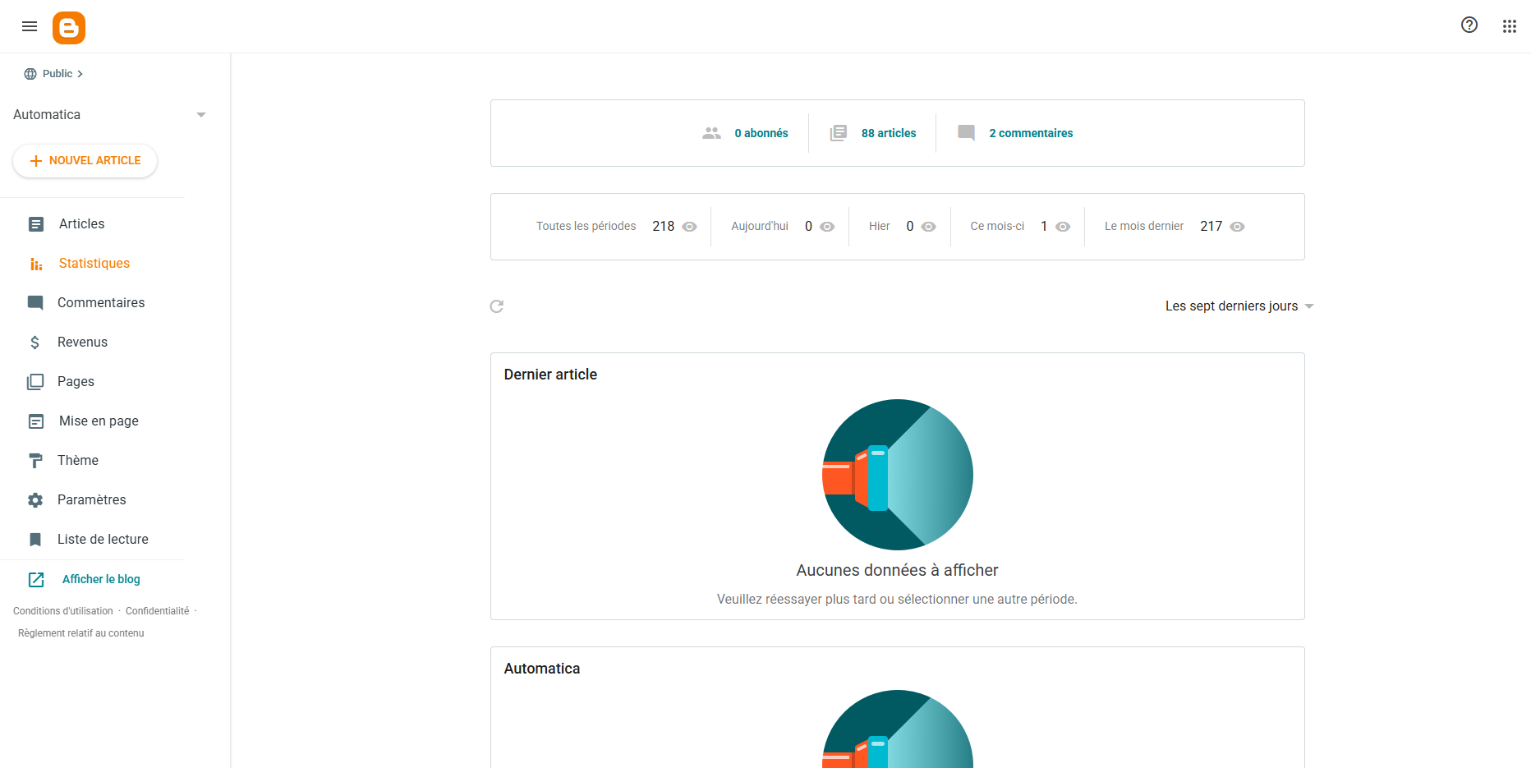 Public
Automatica
NOUVEL ARTICLE
Articles
Statistiques
Commentaires
Revenus
Pages
Mise en page
Thème
Paramètres
Liste de lecture
Afficher le blog
Conditions d'utilisation · Confidentialité ·
Règlement relatif au contenu
0 abonnés 88 articles 2 commentaires
Toutes les périodes 218 Aujourd'hui 0 Hier 0 Ce mois-ci 1 Le mois dernier 217
Les sept derniers jours
Dernier article
Aucunes données à afficher
Veuillez réessayer plus tard ou sélectionner une autre période.
Automatica